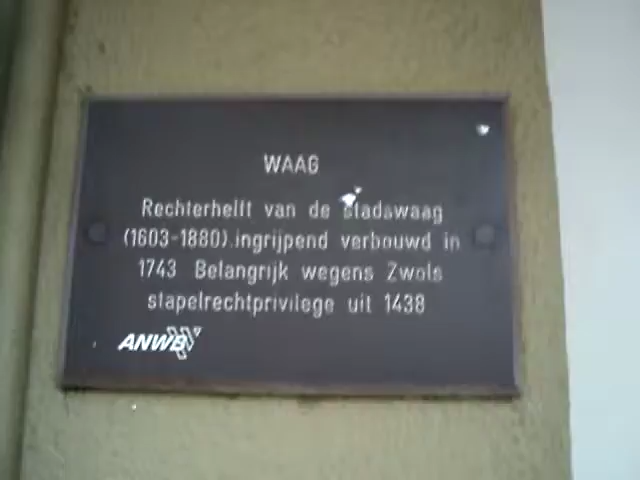 WAAG
Rechterhelft van de stadswaag
(1603-1880).ingrijpend verbouwd in
1743 Belangrijk wegens Zwols
stapelrechtprivilege uit 1438
ANWB